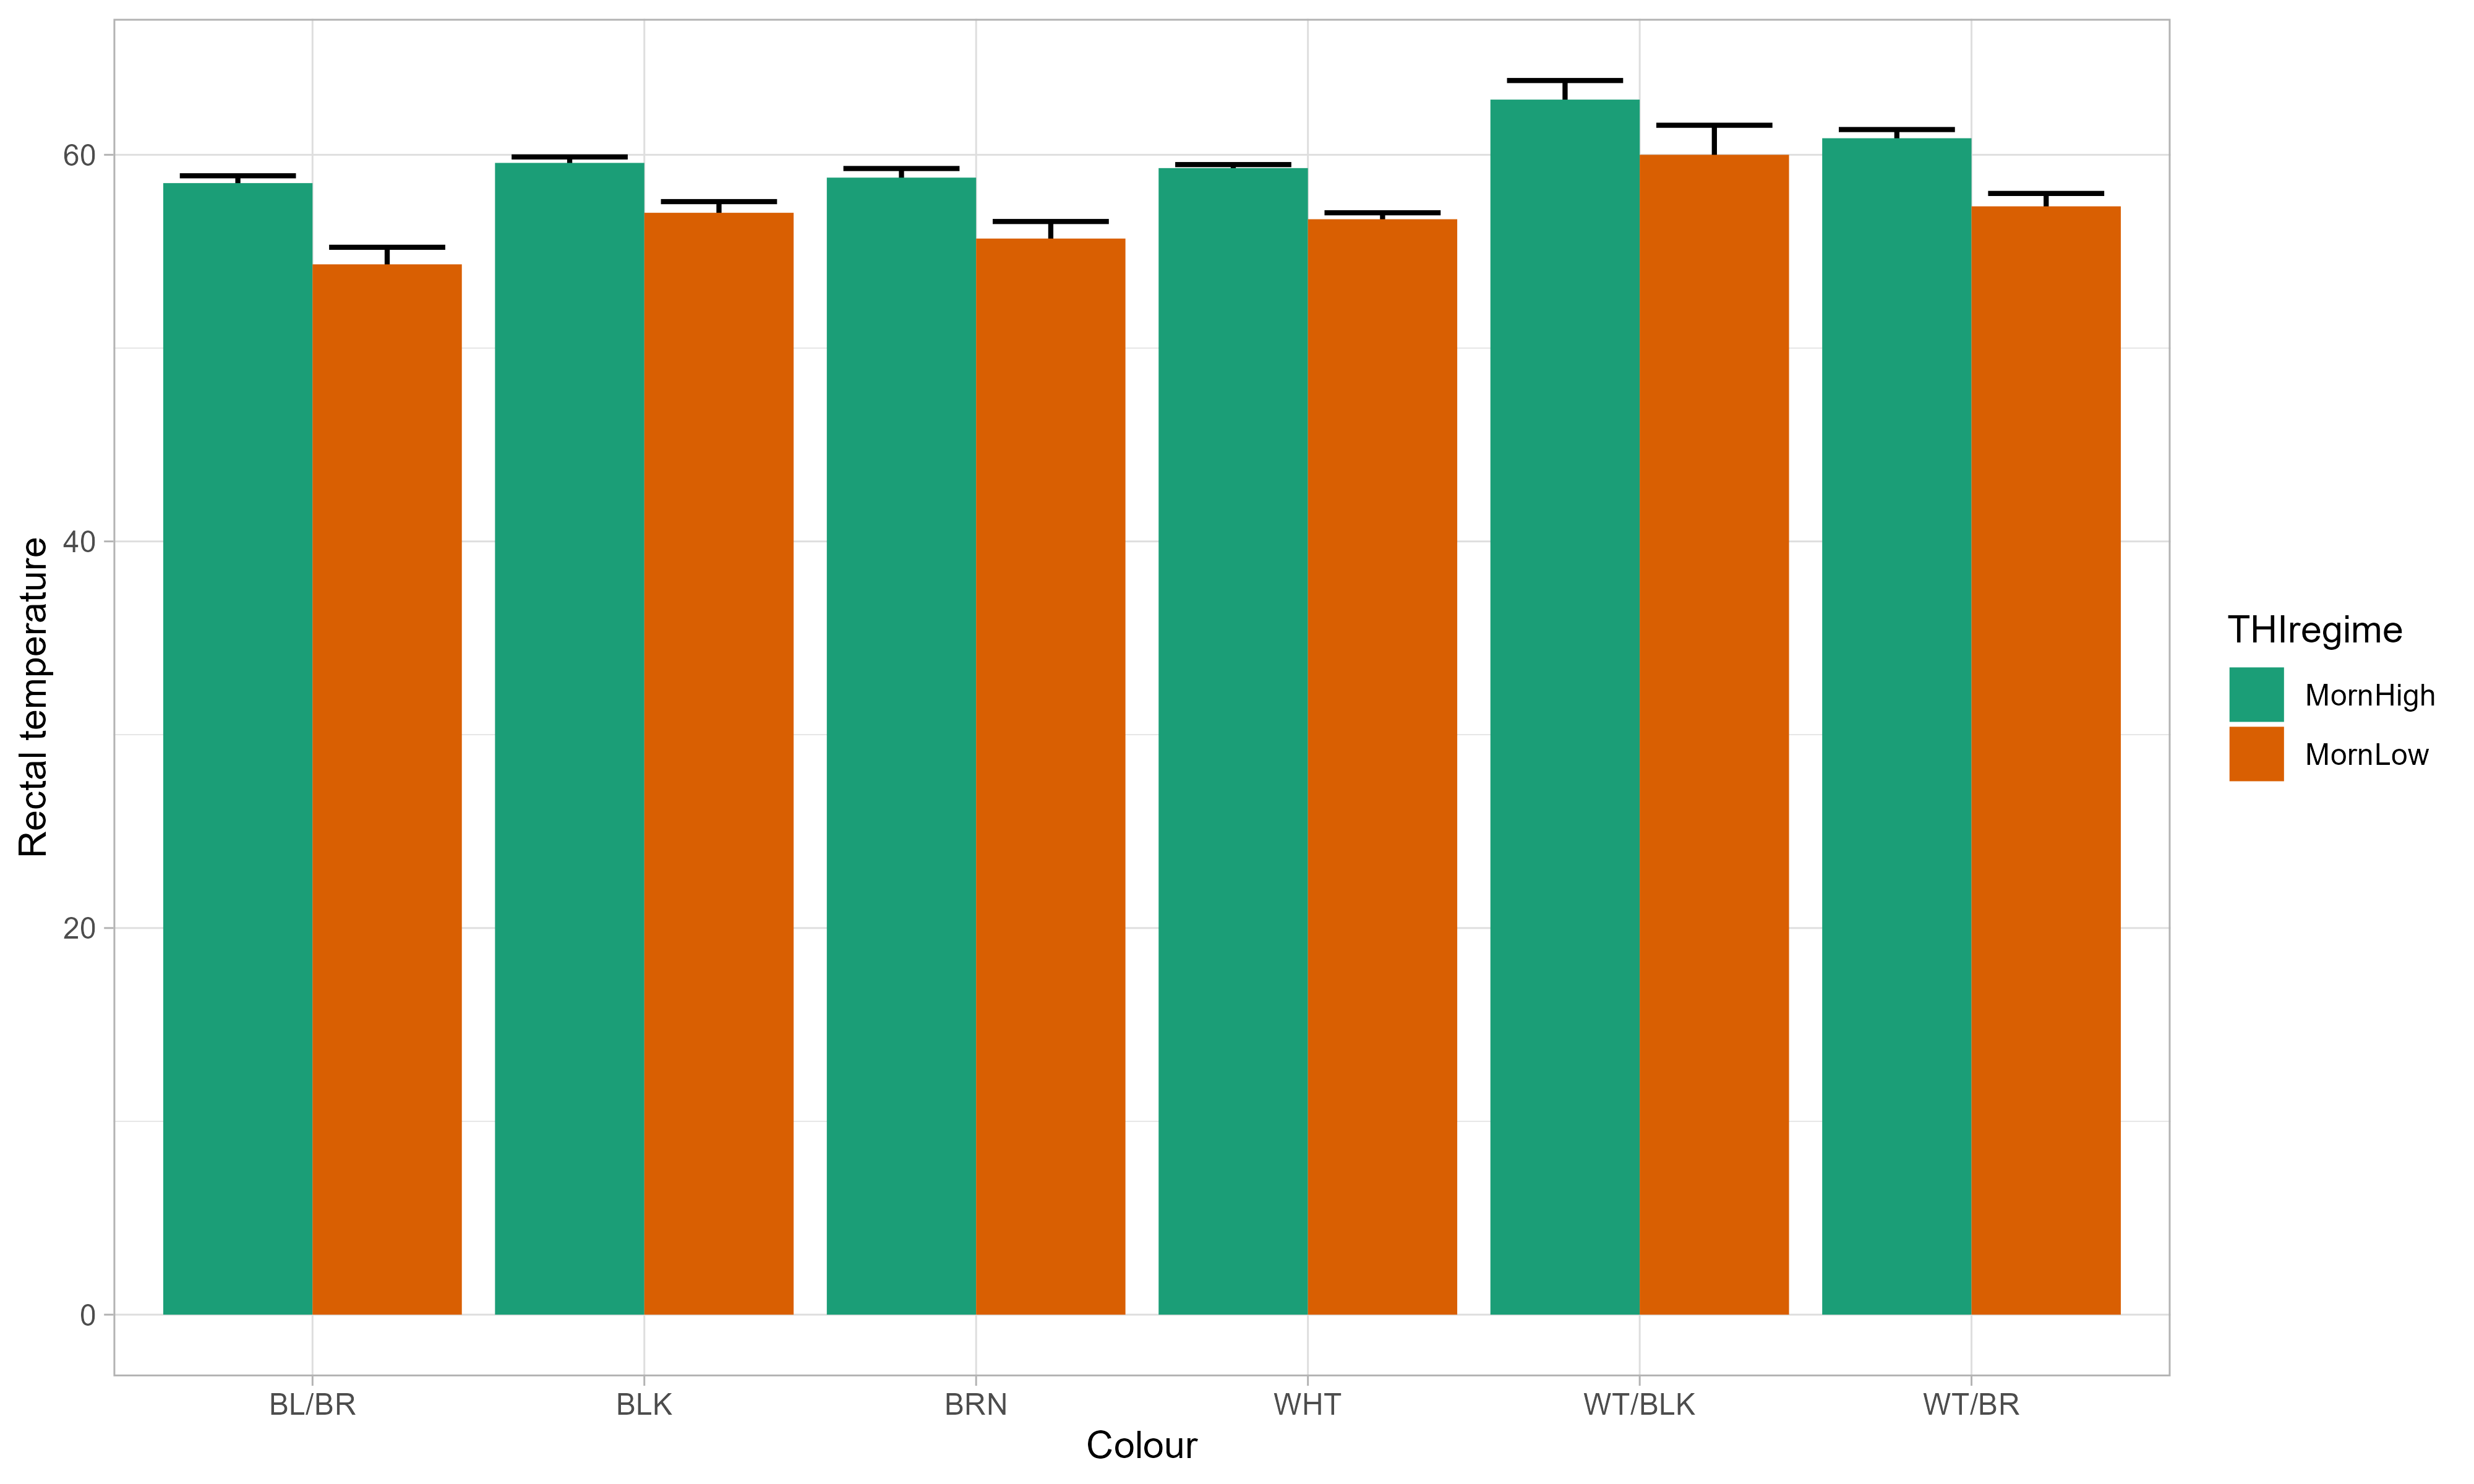 60
40
20
0
Rectal temperature
BL/BR BLK BRN WHT WT/BLK WT/BR
Colour
THIregime
MornHigh
MornLow